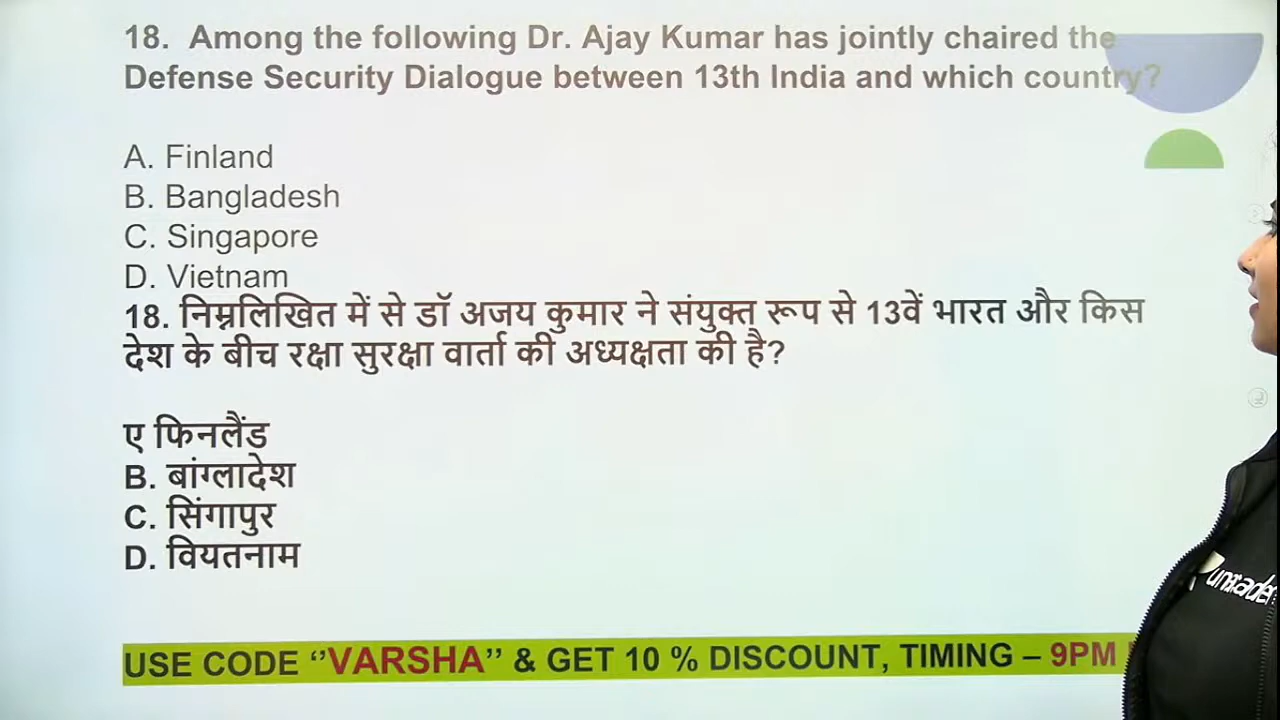 18. Among the following Dr. Ajay Kumar has jointly chaired the
Defense Security Dialogue between 13th India and which country?
A. Finland
B. Bangladesh
C. Singapore
D. Vietnam
18. निम्नलिखित में से डॉ अजय कुमार ने संयुक्त रूप से 13वें भारत और किस
देश के बीच रक्षा सुरक्षा वार्ता की अध्यक्षता की है?
ए फिनलैंड
B. बांग्लादेश
C. सिंगापुर
D. वियतनाम
USE CODE ‘’VARSHA’’ & GET 10 % DISCOUNT, TIMING – 9PM